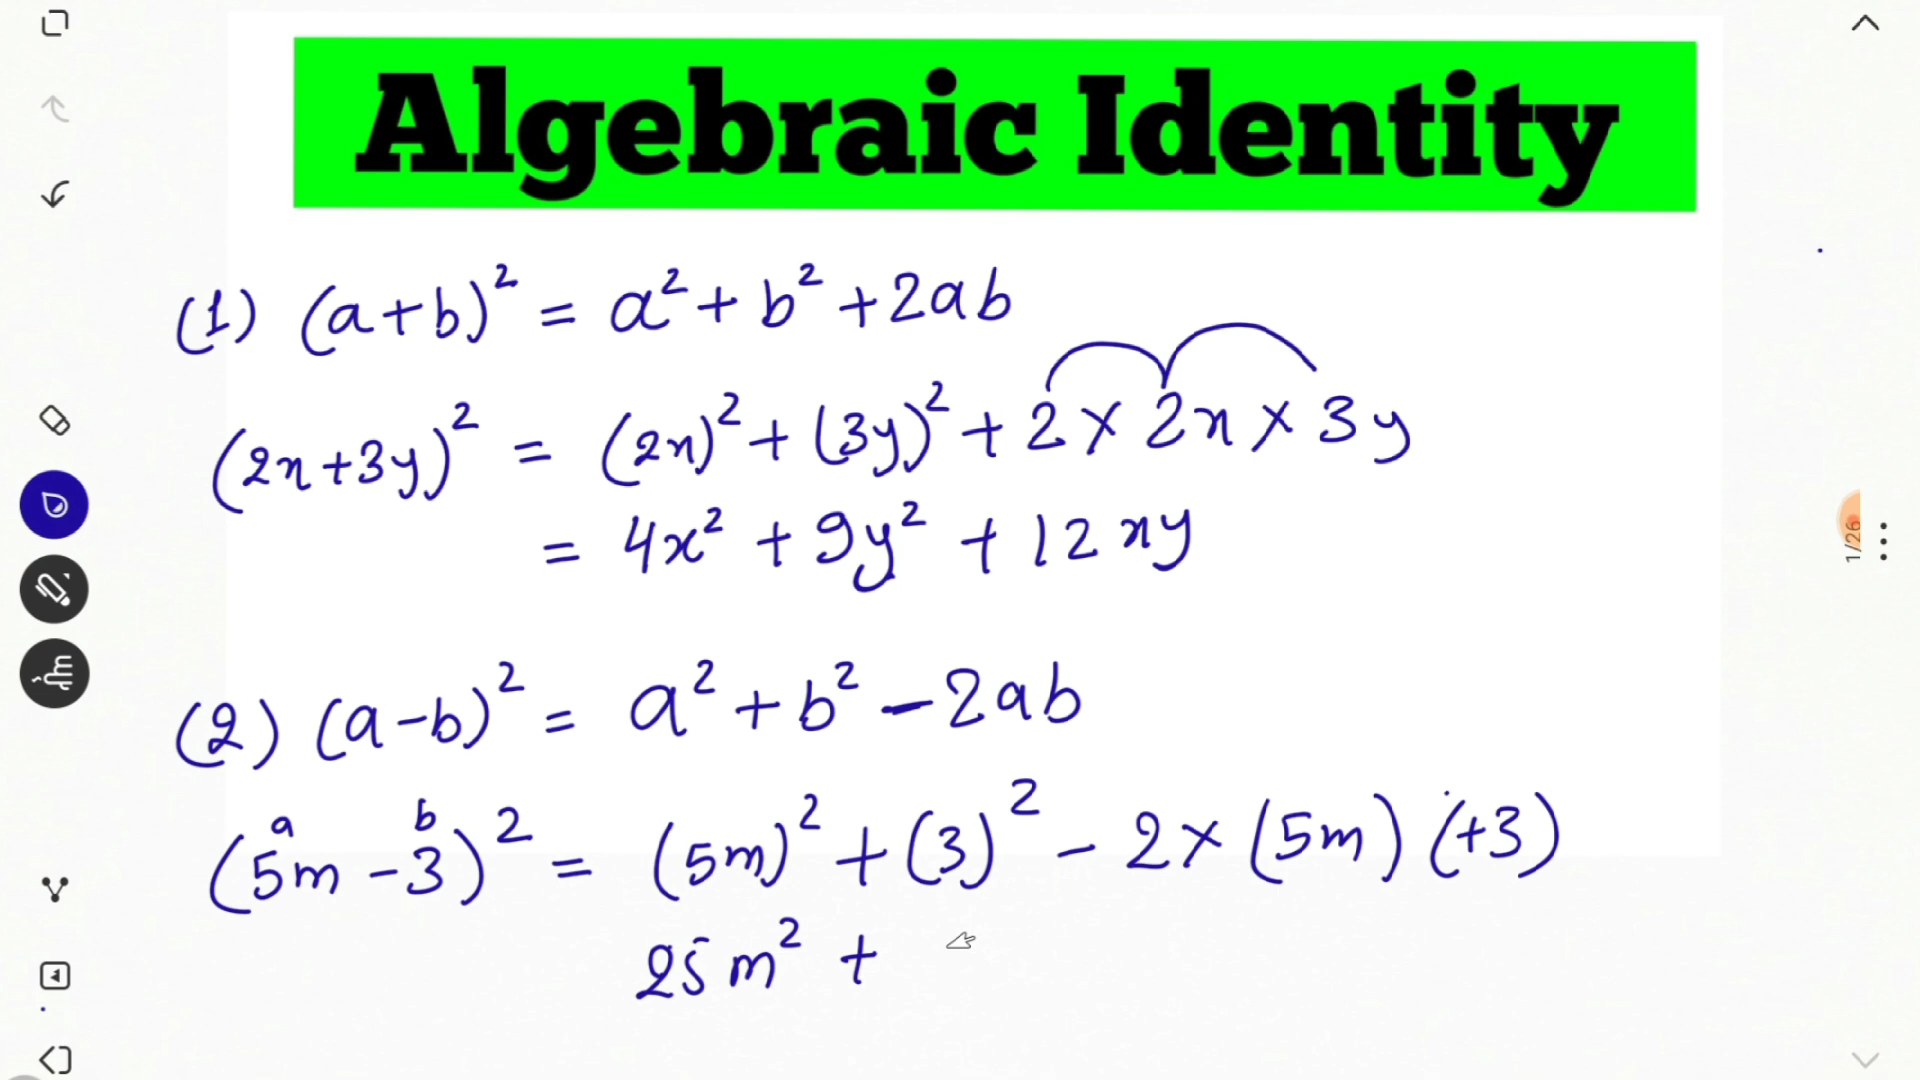 Algebraic Identity
(1) (a+b)² = a² + b² + 2ab
(2x+3y)² = (2x)² + (3y)² + 2 × 2x × 3y
= 4x² + 9y² + 12xy
1/26
(2) (a-b)² = a² + b² - 2ab
a b
(5m - 3)² = (5m)² + (3)² - 2 × (5m) (+3)
25m² +